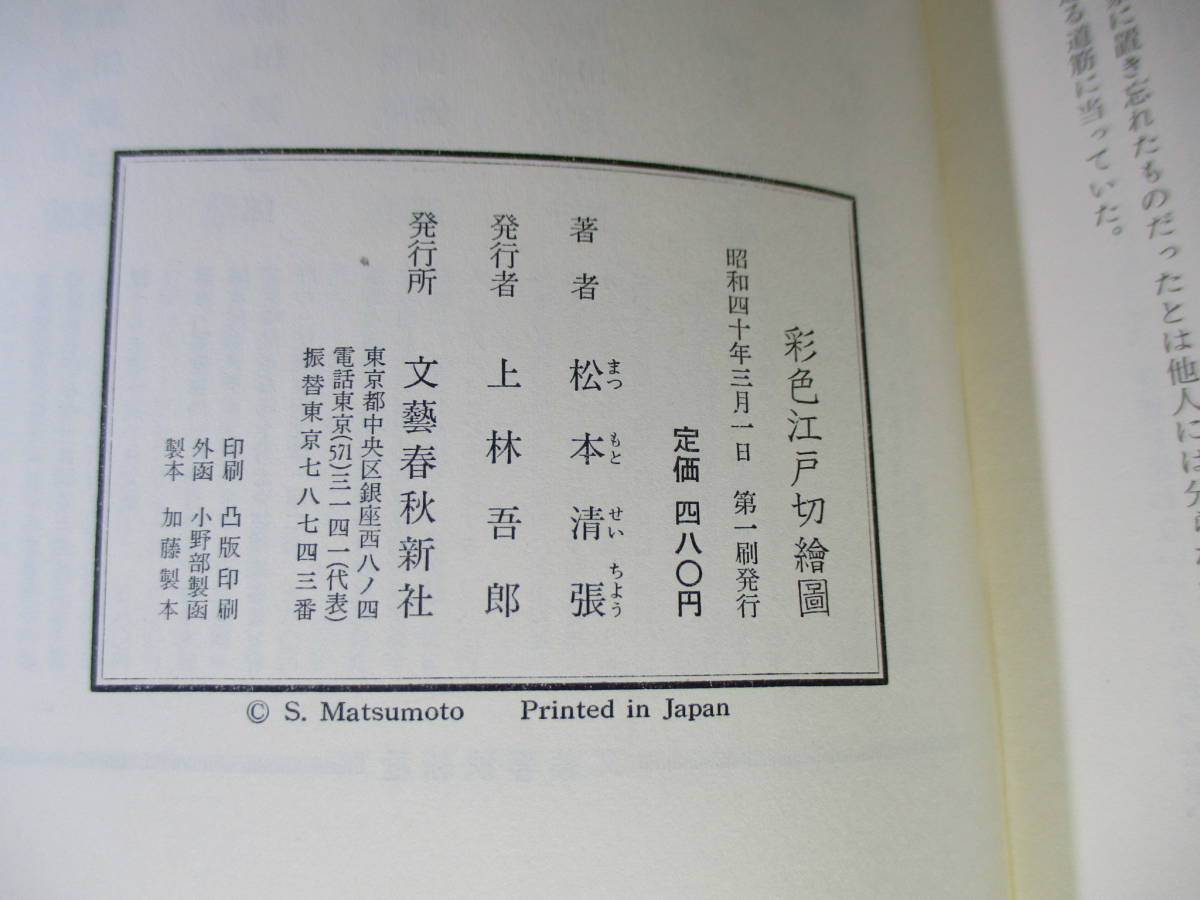 に置き忘れたものだったとは他人には分
る道筋に当っていた。
彩色江戸切繪圖
昭和四十年三月一日　第一刷発行
定価 四八〇円
著者　松本清張
まつもとせいちよう
発行者　上林吾郎
発行所　文藝春秋新社
東京都中央区銀座西八ノ四
電話東京(571)三一四一(代表)
振替東京七八七四三番
印刷　凸版印刷
外函　小野部製函
製本　加藤製本
© S. Matsumoto　Printed in Japan